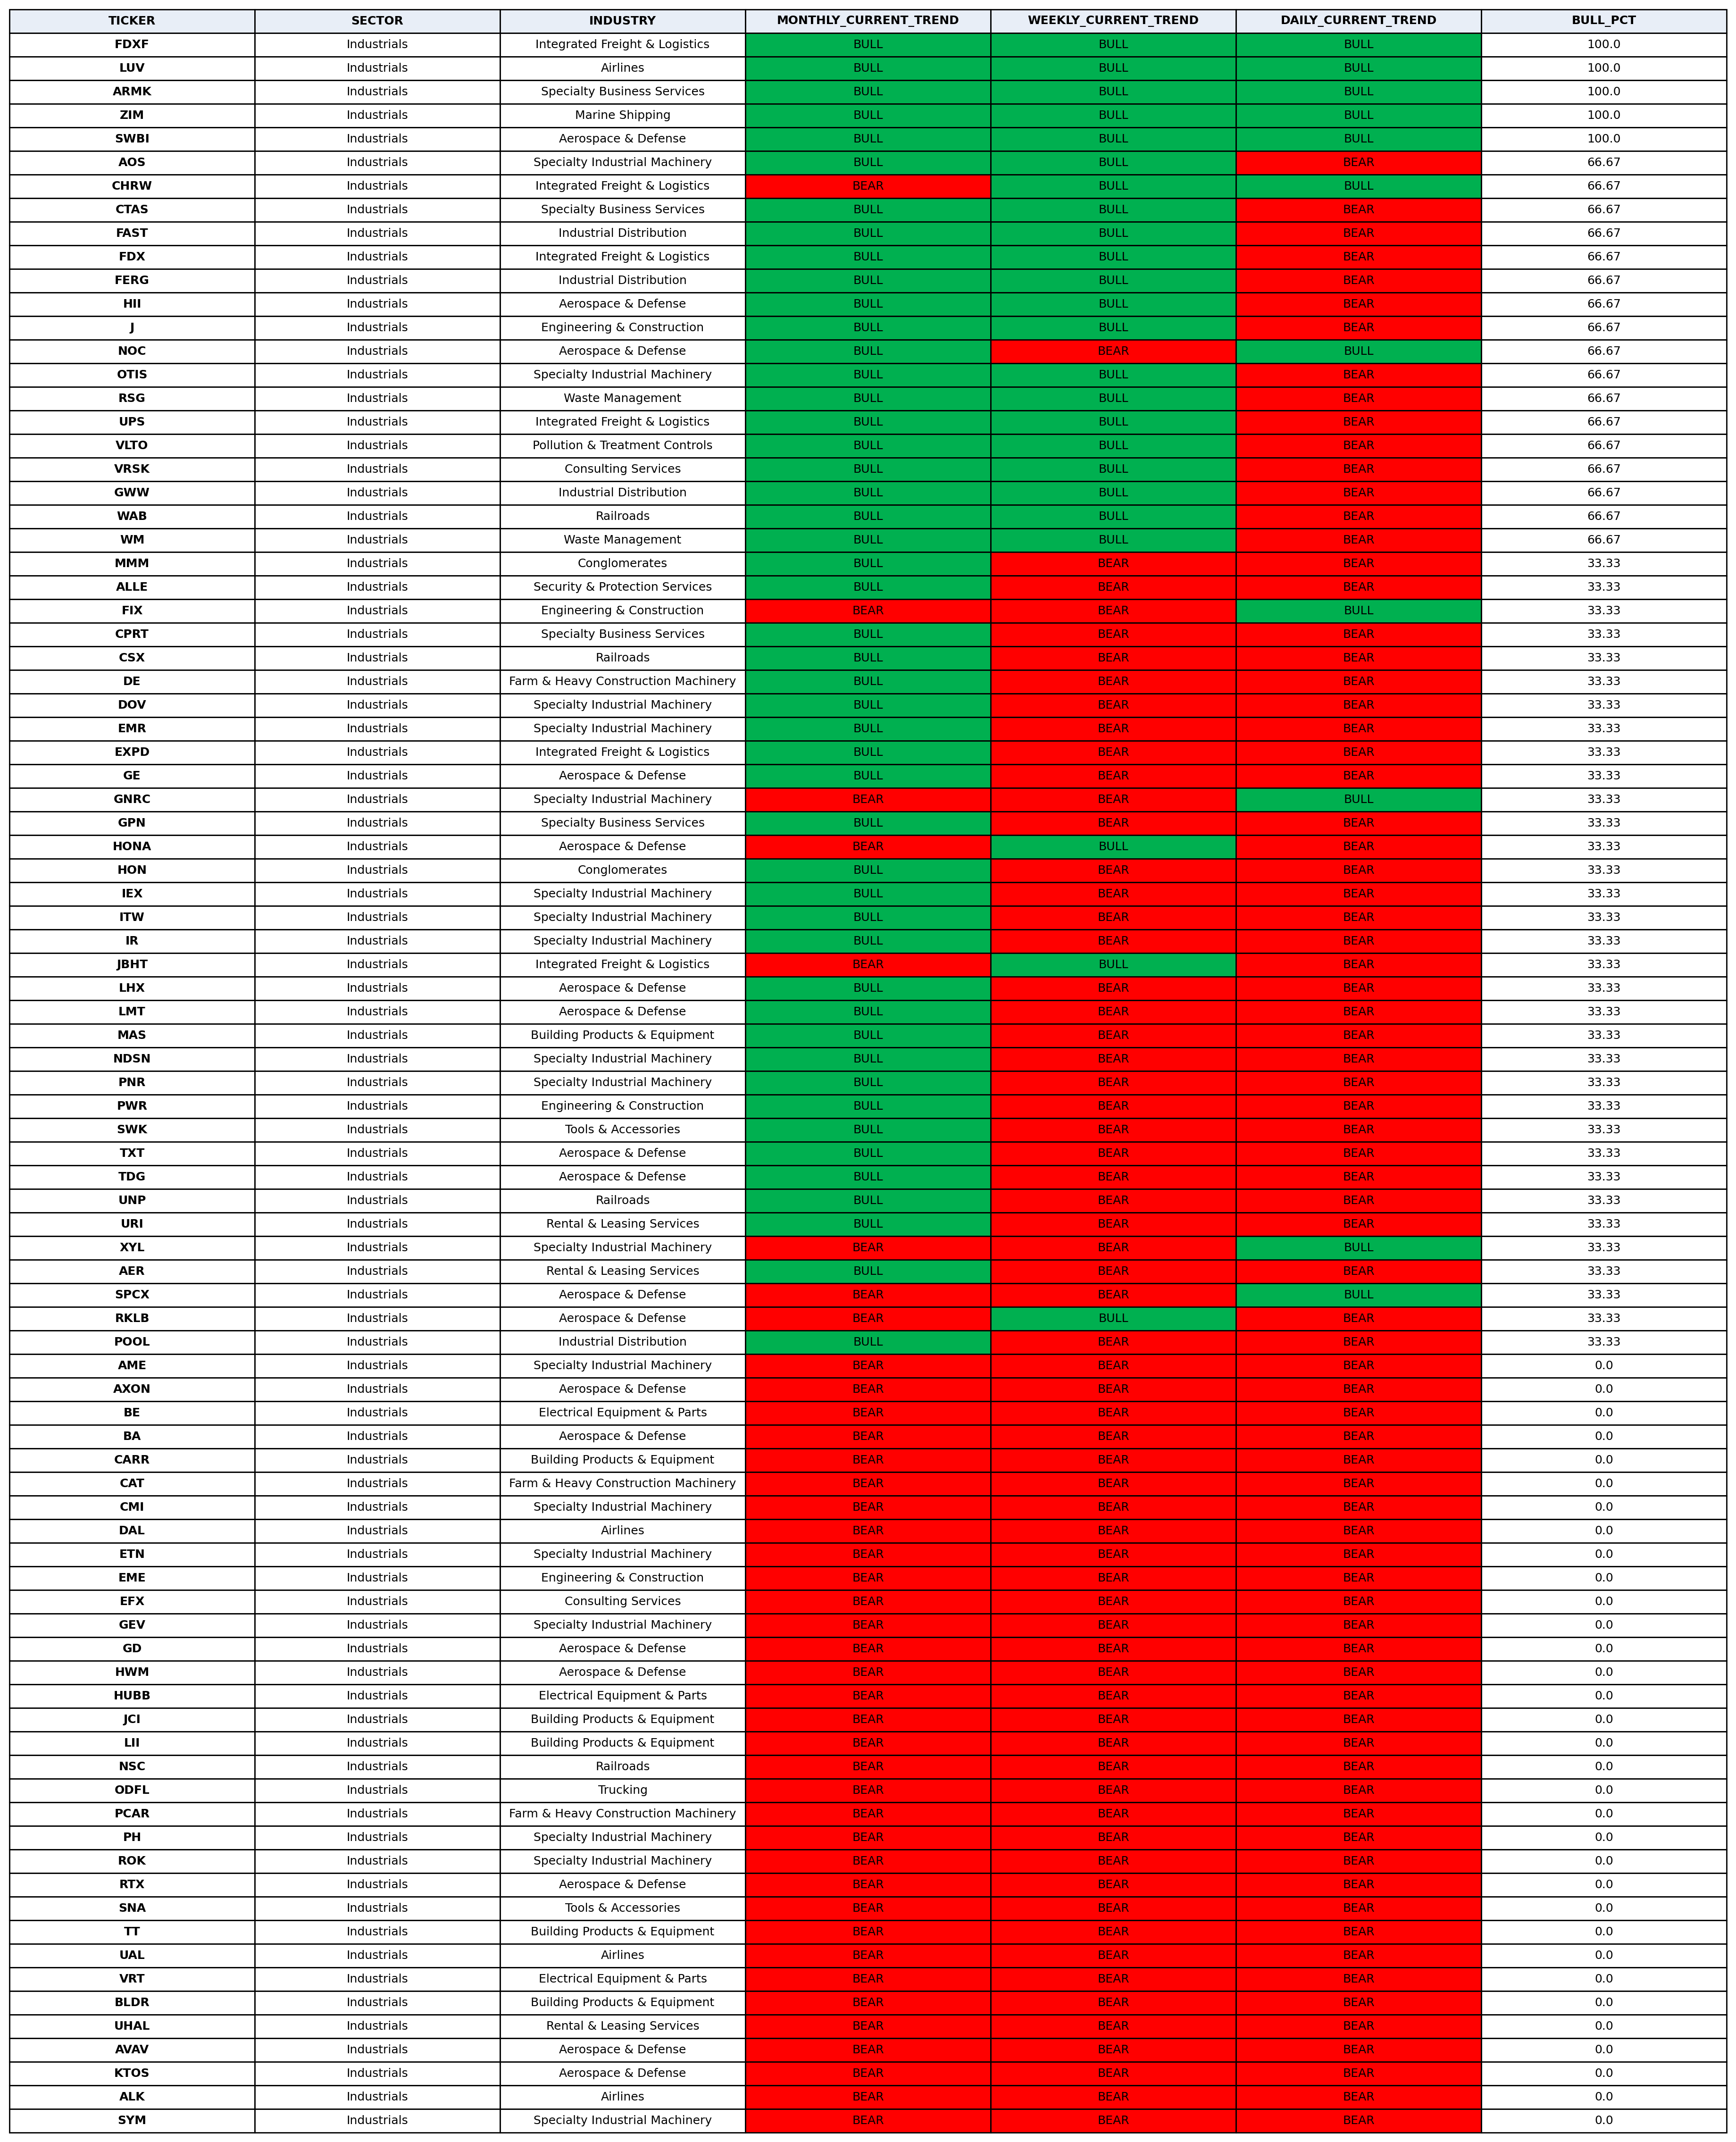 TICKER SECTOR INDUSTRY MONTHLY_CURRENT_TREND WEEKLY_CURRENT_TREND DAILY_CURRENT_TREND BULL_PCT
FDXF Industrials Integrated Freight & Logistics BULL BULL BULL 100.0
LUV Industrials Airlines BULL BULL BULL 100.0
ARMK Industrials Specialty Business Services BULL BULL BULL 100.0
ZIM Industrials Marine Shipping BULL BULL BULL 100.0
SWBI Industrials Aerospace & Defense BULL BULL BULL 100.0
AOS Industrials Specialty Industrial Machinery BULL BULL BEAR 66.67
CHRW Industrials Integrated Freight & Logistics BEAR BULL BULL 66.67
CTAS Industrials Specialty Business Services BULL BULL BEAR 66.67
FAST Industrials Industrial Distribution BULL BULL BEAR 66.67
FDX Industrials Integrated Freight & Logistics BULL BULL BEAR 66.67
FERG Industrials Industrial Distribution BULL BULL BEAR 66.67
HII Industrials Aerospace & Defense BULL BULL BEAR 66.67
J Industrials Engineering & Construction BULL BULL BEAR 66.67
NOC Industrials Aerospace & Defense BULL BEAR BULL 66.67
OTIS Industrials Specialty Industrial Machinery BULL BULL BEAR 66.67
RSG Industrials Waste Management BULL BULL BEAR 66.67
UPS Industrials Integrated Freight & Logistics BULL BULL BEAR 66.67
VLTO Industrials Pollution & Treatment Controls BULL BULL BEAR 66.67
VRSK Industrials Consulting Services BULL BULL BEAR 66.67
GWW Industrials Industrial Distribution BULL BULL BEAR 66.67
WAB Industrials Railroads BULL BULL BEAR 66.67
WM Industrials Waste Management BULL BULL BEAR 66.67
MMM Industrials Conglomerates BULL BEAR BEAR 33.33
ALLE Industrials Security & Protection Services BULL BEAR BEAR 33.33
FIX Industrials Engineering & Construction BEAR BEAR BULL 33.33
CPRT Industrials Specialty Business Services BULL BEAR BEAR 33.33
CSX Industrials Railroads BULL BEAR BEAR 33.33
DE Industrials Farm & Heavy Construction Machinery BULL BEAR BEAR 33.33
DOV Industrials Specialty Industrial Machinery BULL BEAR BEAR 33.33
EMR Industrials Specialty Industrial Machinery BULL BEAR BEAR 33.33
EXPD Industrials Integrated Freight & Logistics BULL BEAR BEAR 33.33
GE Industrials Aerospace & Defense BULL BEAR BEAR 33.33
GNRC Industrials Specialty Industrial Machinery BEAR BEAR BULL 33.33
GPN Industrials Specialty Business Services BULL BEAR BEAR 33.33
HONA Industrials Aerospace & Defense BEAR BULL BEAR 33.33
HON Industrials Conglomerates BULL BEAR BEAR 33.33
IEX Industrials Specialty Industrial Machinery BULL BEAR BEAR 33.33
ITW Industrials Specialty Industrial Machinery BULL BEAR BEAR 33.33
IR Industrials Specialty Industrial Machinery BULL BEAR BEAR 33.33
JBHT Industrials Integrated Freight & Logistics BEAR BULL BEAR 33.33
LHX Industrials Aerospace & Defense BULL BEAR BEAR 33.33
LMT Industrials Aerospace & Defense BULL BEAR BEAR 33.33
MAS Industrials Building Products & Equipment BULL BEAR BEAR 33.33
NDSN Industrials Specialty Industrial Machinery BULL BEAR BEAR 33.33
PNR Industrials Specialty Industrial Machinery BULL BEAR BEAR 33.33
PWR Industrials Engineering & Construction BULL BEAR BEAR 33.33
SWK Industrials Tools & Accessories BULL BEAR BEAR 33.33
TXT Industrials Aerospace & Defense BULL BEAR BEAR 33.33
TDG Industrials Aerospace & Defense BULL BEAR BEAR 33.33
UNP Industrials Railroads BULL BEAR BEAR 33.33
URI Industrials Rental & Leasing Services BULL BEAR BEAR 33.33
XYL Industrials Specialty Industrial Machinery BEAR BEAR BULL 33.33
AER Industrials Rental & Leasing Services BULL BEAR BEAR 33.33
SPCX Industrials Aerospace & Defense BEAR BEAR BULL 33.33
RKLB Industrials Aerospace & Defense BEAR BULL BEAR 33.33
POOL Industrials Industrial Distribution BULL BEAR BEAR 33.33
AME Industrials Specialty Industrial Machinery BEAR BEAR BEAR 0.0
AXON Industrials Aerospace & Defense BEAR BEAR BEAR 0.0
BE Industrials Electrical Equipment & Parts BEAR BEAR BEAR 0.0
BA Industrials Aerospace & Defense BEAR BEAR BEAR 0.0
CARR Industrials Building Products & Equipment BEAR BEAR BEAR 0.0
CAT Industrials Farm & Heavy Construction Machinery BEAR BEAR BEAR 0.0
CMI Industrials Specialty Industrial Machinery BEAR BEAR BEAR 0.0
DAL Industrials Airlines BEAR BEAR BEAR 0.0
ETN Industrials Specialty Industrial Machinery BEAR BEAR BEAR 0.0
EME Industrials Engineering & Construction BEAR BEAR BEAR 0.0
EFX Industrials Consulting Services BEAR BEAR BEAR 0.0
GEV Industrials Specialty Industrial Machinery BEAR BEAR BEAR 0.0
GD Industrials Aerospace & Defense BEAR BEAR BEAR 0.0
HWM Industrials Aerospace & Defense BEAR BEAR BEAR 0.0
HUBB Industrials Electrical Equipment & Parts BEAR BEAR BEAR 0.0
JCI Industrials Building Products & Equipment BEAR BEAR BEAR 0.0
LII Industrials Building Products & Equipment BEAR BEAR BEAR 0.0
NSC Industrials Railroads BEAR BEAR BEAR 0.0
ODFL Industrials Trucking BEAR BEAR BEAR 0.0
PCAR Industrials Farm & Heavy Construction Machinery BEAR BEAR BEAR 0.0
PH Industrials Specialty Industrial Machinery BEAR BEAR BEAR 0.0
ROK Industrials Specialty Industrial Machinery BEAR BEAR BEAR 0.0
RTX Industrials Aerospace & Defense BEAR BEAR BEAR 0.0
SNA Industrials Tools & Accessories BEAR BEAR BEAR 0.0
TT Industrials Building Products & Equipment BEAR BEAR BEAR 0.0
UAL Industrials Airlines BEAR BEAR BEAR 0.0
VRT Industrials Electrical Equipment & Parts BEAR BEAR BEAR 0.0
BLDR Industrials Building Products & Equipment BEAR BEAR BEAR 0.0
UHAL Industrials Rental & Leasing Services BEAR BEAR BEAR 0.0
AVAV Industrials Aerospace & Defense BEAR BEAR BEAR 0.0
KTOS Industrials Aerospace & Defense BEAR BEAR BEAR 0.0
ALK Industrials Airlines BEAR BEAR BEAR 0.0
SYM Industrials Specialty Industrial Machinery BEAR BEAR BEAR 0.0